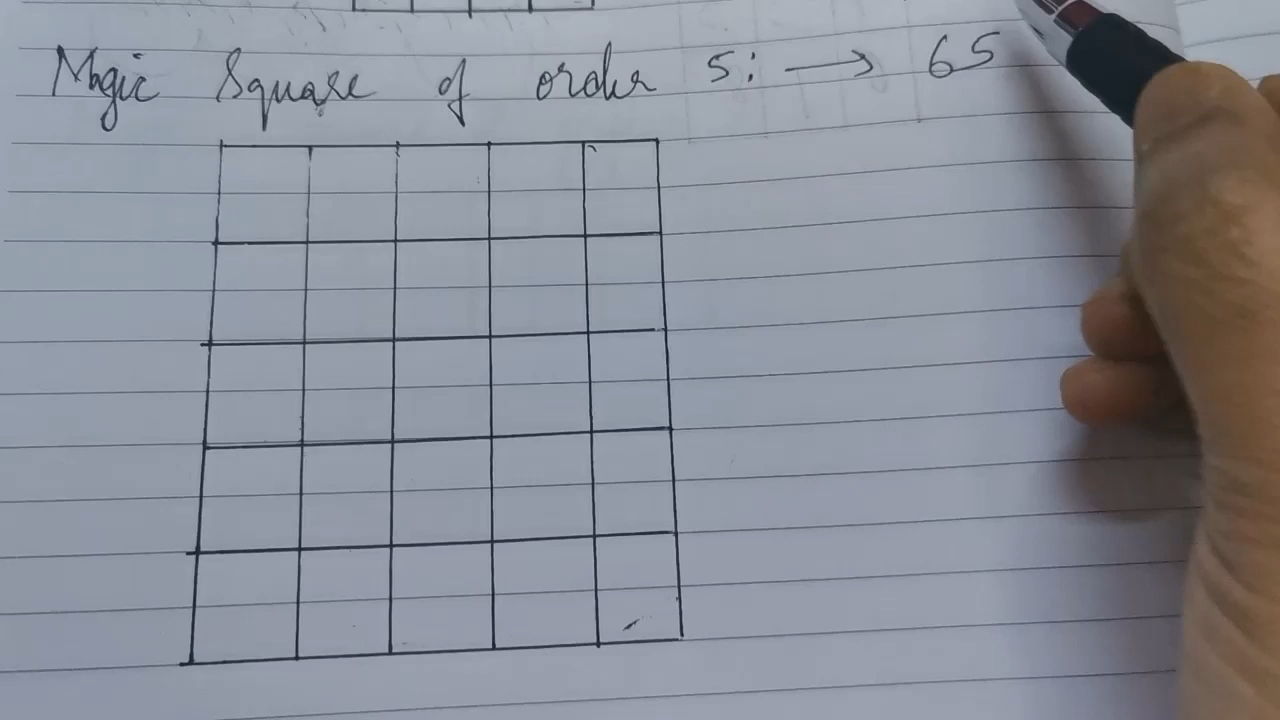 Magic Square of order 5: → 65